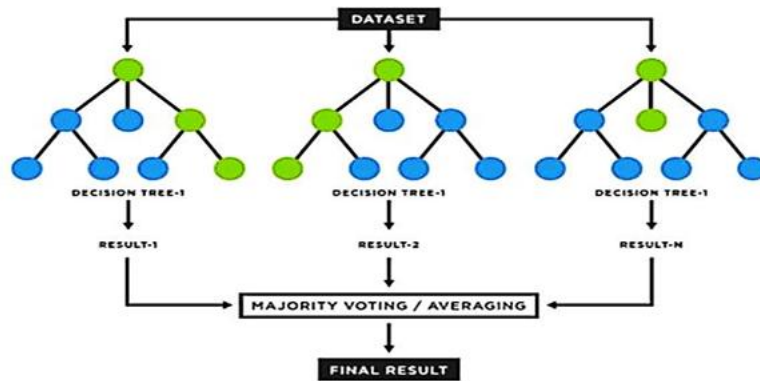 DATASET
DECISION TREE-1
DECISION TREE-1
DECISION TREE-1
RESULT-1
RESULT-2
RESULT-N
MAJORITY VOTING / AVERAGING
FINAL RESULT